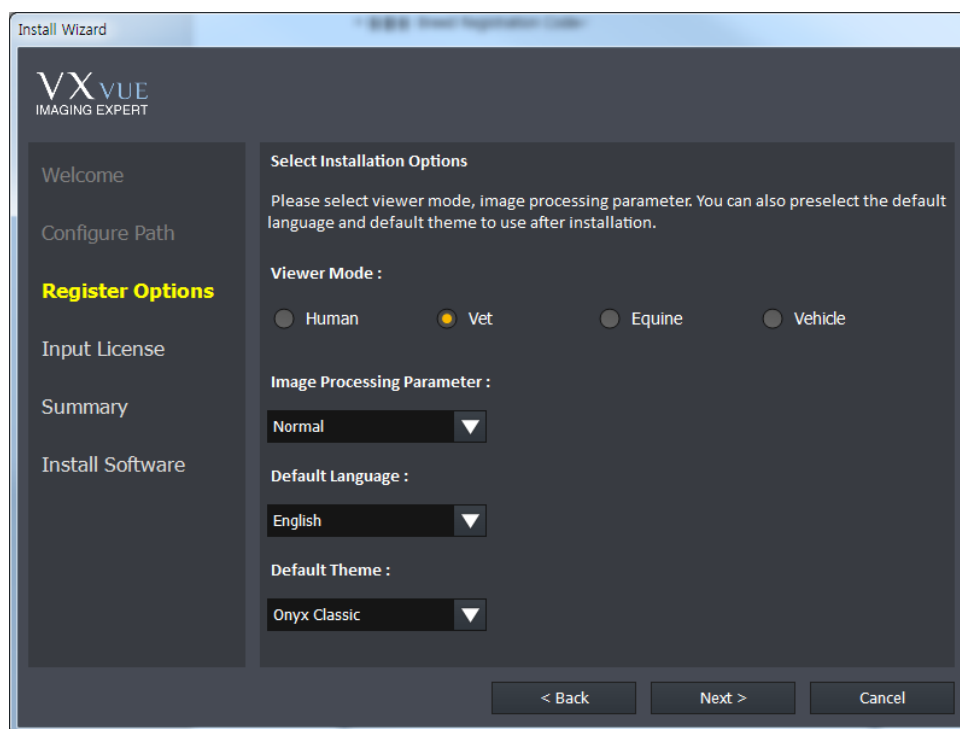 Install Wizard
VXVUE
IMAGING EXPERT
Welcome
Configure Path
Register Options
Input License
Summary
Install Software
Select Installation Options
Please select viewer mode, image processing parameter. You can also preselect the default
language and default theme to use after installation.
Viewer Mode :
Human Vet Equine Vehicle
Image Processing Parameter :
Normal
Default Language :
English
Default Theme :
Onyx Classic
< Back Next > Cancel